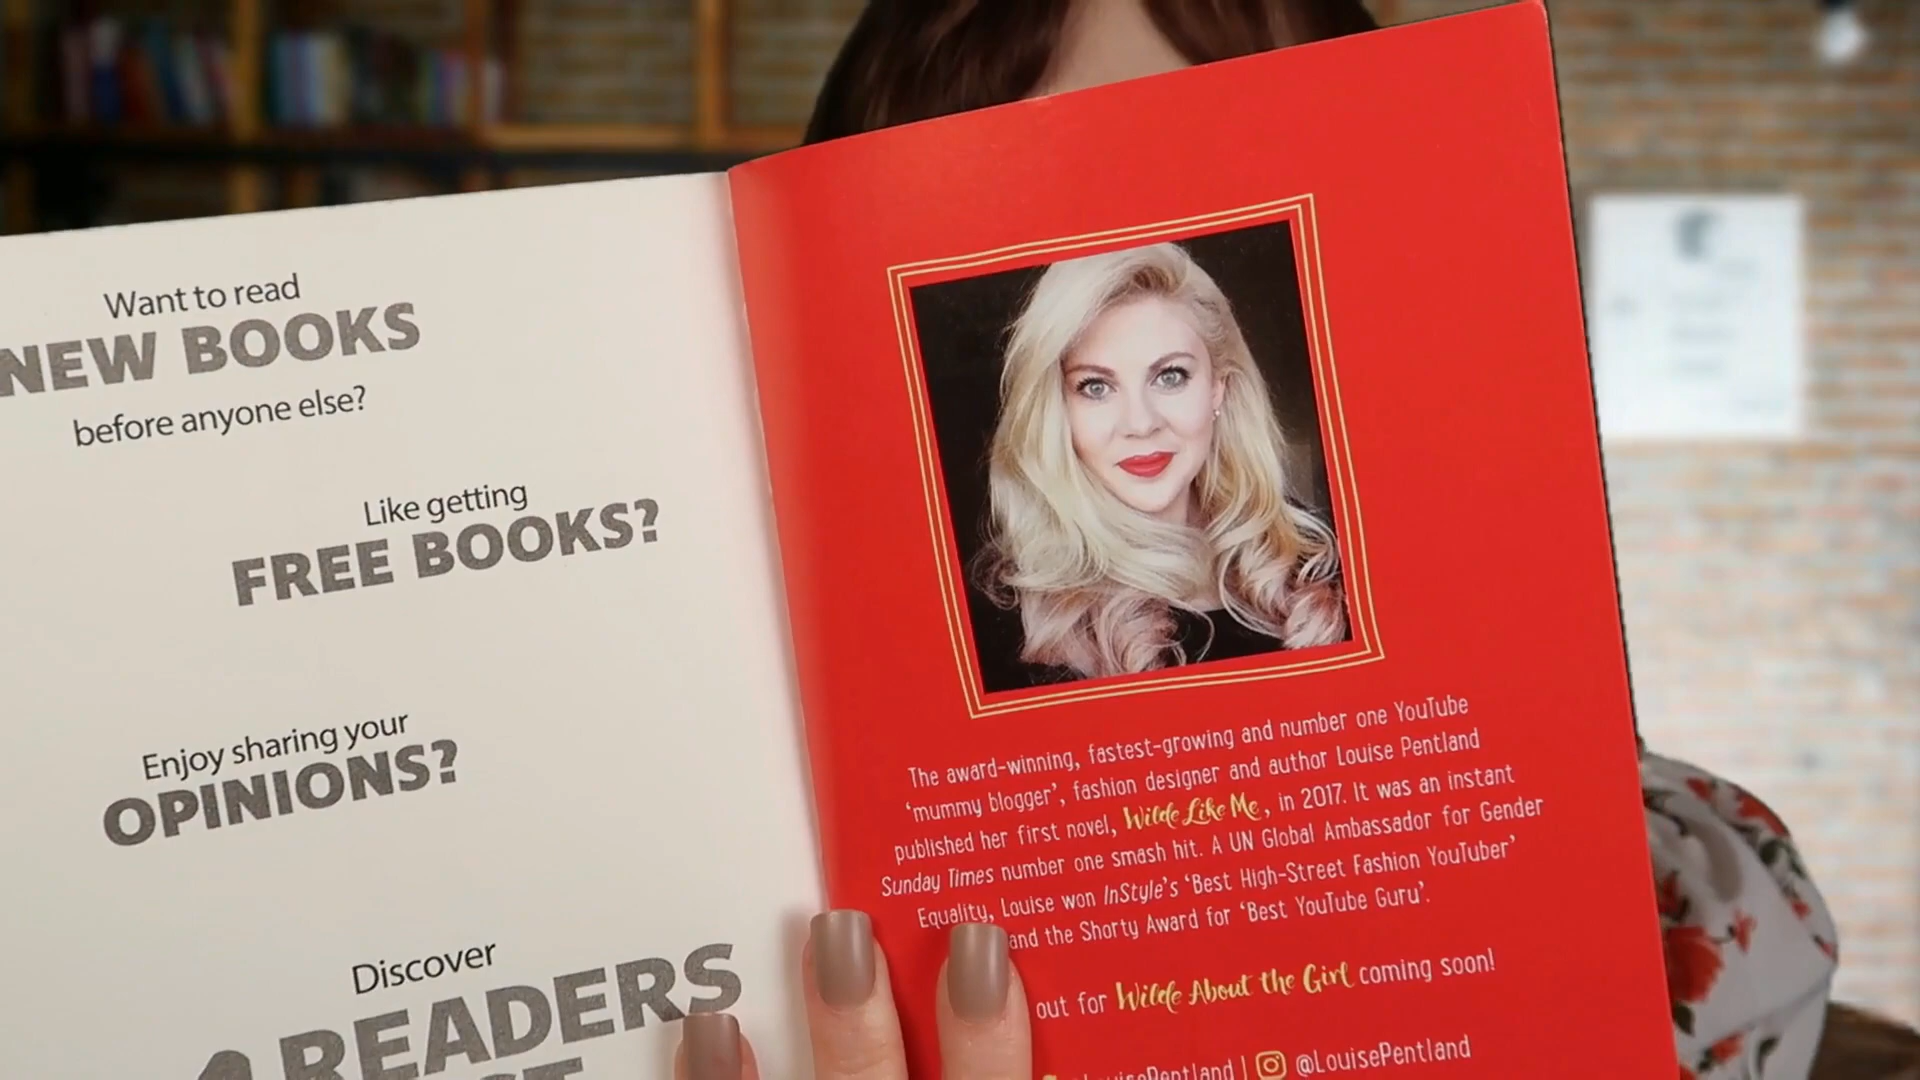 Want to read
NEW BOOKS
before anyone else?
Like getting
FREE BOOKS?
Enjoy sharing your
OPINIONS?
Discover
READERS
The award-winning, fastest-growing and number one YouTube
‘mummy blogger’, fashion designer and author Louise Pentland
published her first novel, Wilde Like Me, in 2017. It was an instant
Sunday Times number one smash hit. A UN Global Ambassador for Gender
Equality, Louise won InStyle’s ‘Best High-Street Fashion YouTuber’
and the Shorty Award for ‘Best YouTube Guru’.
out for Wilde About the Girl coming soon!
| @LouisePentland